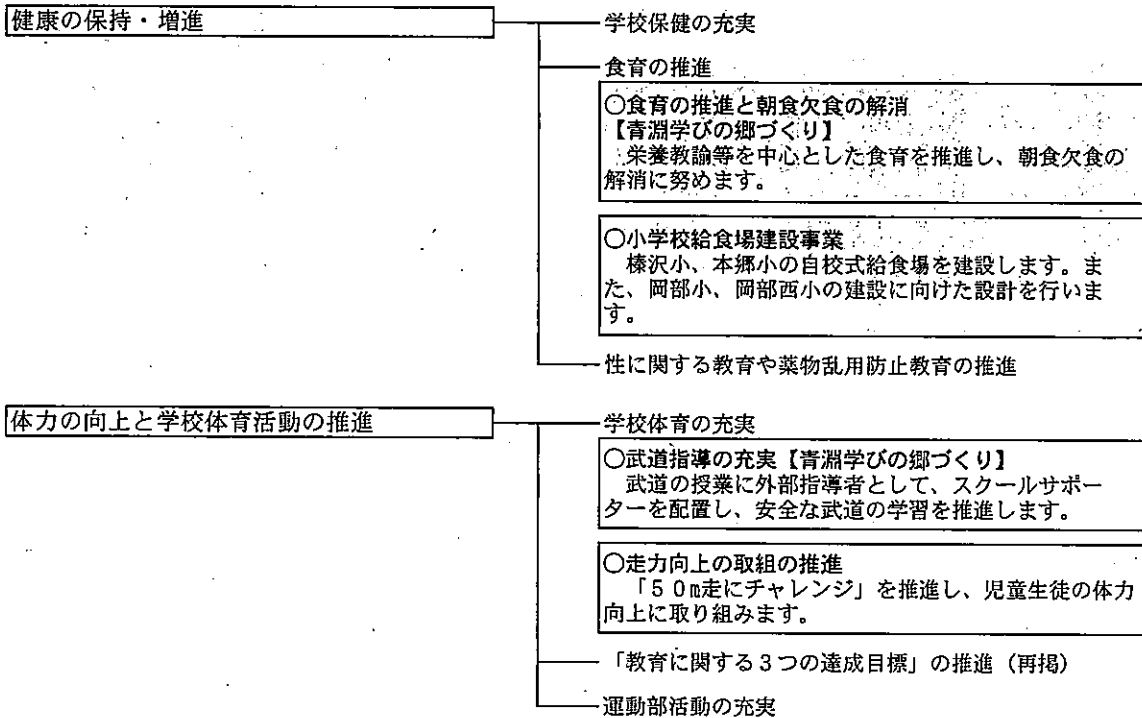 健康の保持・増進
学校保健の充実
食育の推進
○食育の推進と朝食欠食の解消
【青淵学びの郷づくり】
栄養教諭等を中心とした食育を推進し、朝食欠食の
解消に努めます。
○小学校給食場建設事業
榛沢小、本郷小の自校式給食場を建設します。ま
た、岡部小、岡部西小の建設に向けた設計を行いま
す。
性に関する教育や薬物乱用防止教育の推進
体力の向上と学校体育活動の推進
学校体育の充実
○武道指導の充実【青淵学びの郷づくり】
武道の授業に外部指導者として、スクールサポー
ターを配置し、安全な武道の学習を推進します。
○走力向上の取組の推進
「５０m走にチャレンジ」を推進し、児童生徒の体力
向上に取り組みます。
「教育に関する３つの達成目標」の推進（再掲）
運動部活動の充実